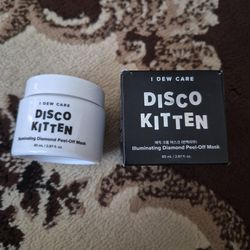 I DEW CARE
DISCO
KITTEN
Illuminating Diamond Peel-Off Mask
85 mL / 2.87 fl. oz.
I DEW CARE
DISCO
KITTEN
Illuminating Diamond Peel-Off Mask
85 mL / 2.87 fl. oz.